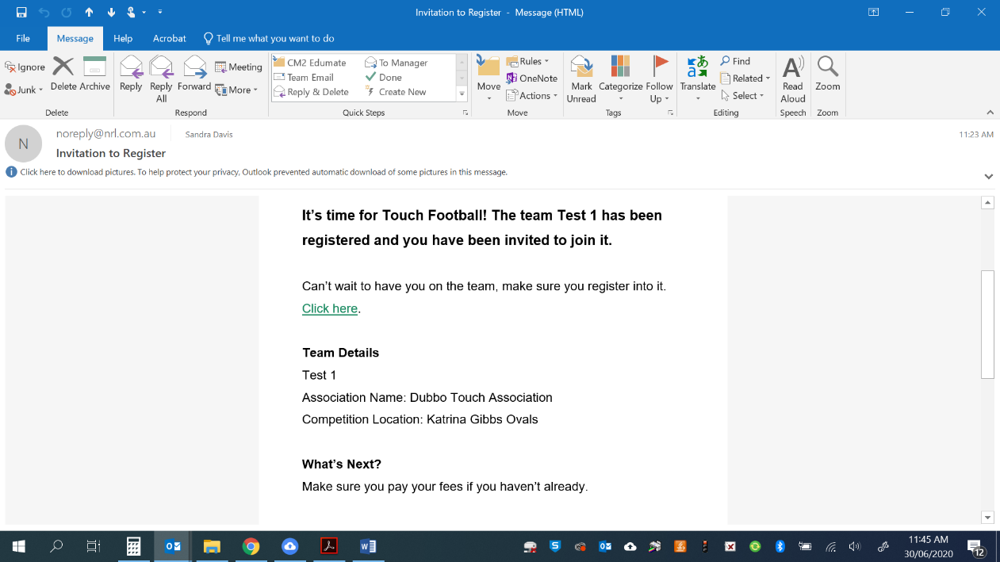 Invitation to Register - Message (HTML)
File Message Help Acrobat Tell me what you want to do
Ignore
Junk
Delete
Archive
Delete
Reply
Reply All
Forward
Meeting
More
Respond
CM2 Edumate
To Manager
Team Email
Done
Reply & Delete
Create New
Quick Steps
Move
Rules
OneNote
Actions
Move
Mark Unread
Categorize
Follow Up
Tags
Translate
Find
Related
Select
Editing
Read Aloud
Speech
Zoom
Zoom
N
noreply@nrl.com.au
Sandra Davis
11:23 AM
Invitation to Register
Click here to download pictures. To help protect your privacy, Outlook prevented automatic download of some pictures in this message.
It's time for Touch Football! The team Test 1 has been
registered and you have been invited to join it.
Can't wait to have you on the team, make sure you register into it.
Click here.
Team Details
Test 1
Association Name: Dubbo Touch Association
Competition Location: Katrina Gibbs Ovals
What's Next?
Make sure you pay your fees if you haven't already.
11:45 AM
30/06/2020
12